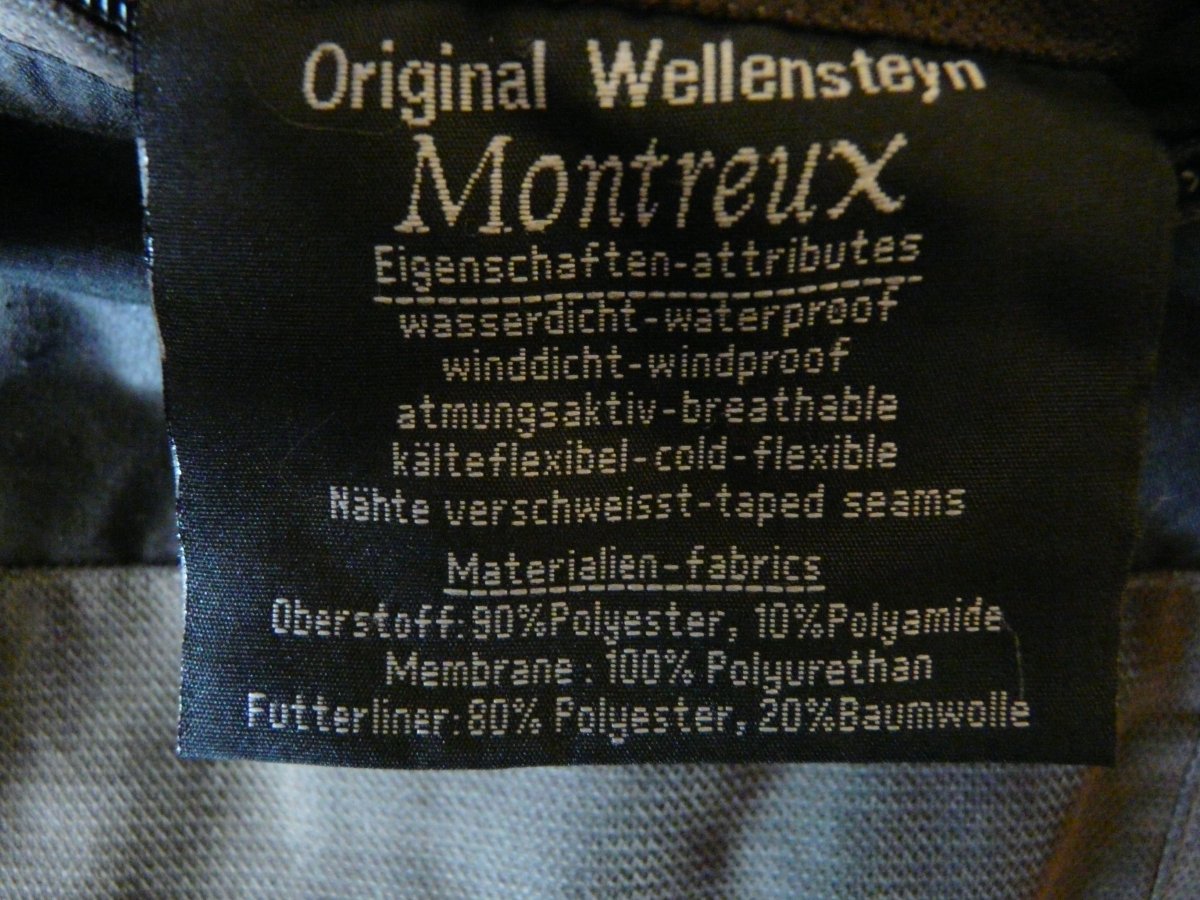 Original Wellensteyn
Montreux
Eigenschaften-attributes
wasserdicht-waterproof
winddicht-windproof
atmungsaktiv-breathable
kälteflexibel-cold-flexible
Nähte verschweisst-taped seams
Materialien-fabrics
Oberstoff:90%Polyester, 10%Polyamide
Membrane: 100% Polyurethan
Futterliner:80% Polyester, 20%Baumwolle